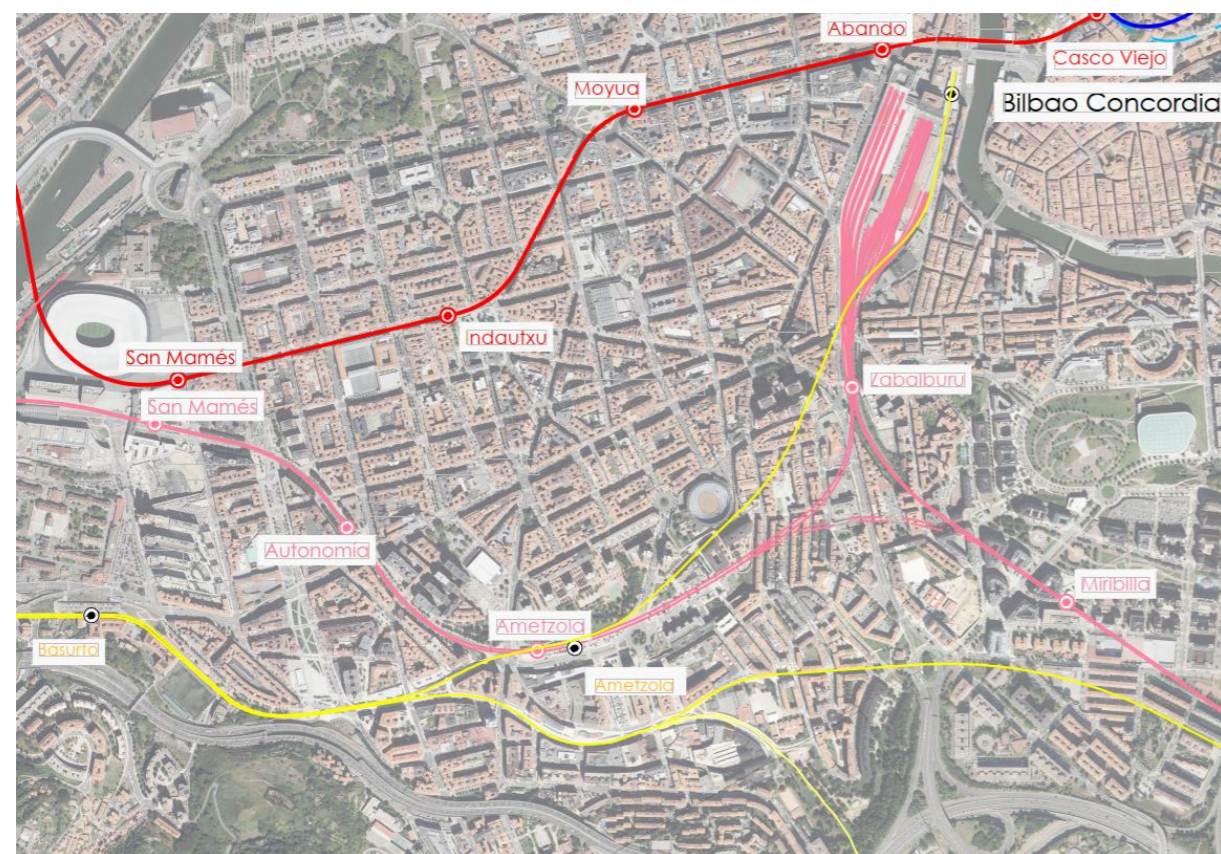 Abando
Casco Viejo
Moyua
Bilbao Concordia
Indautxu
San Mamés
San Mamés
Zabalburu
Autonomía
Miribilla
Ametzola
Basurto
Ametzola